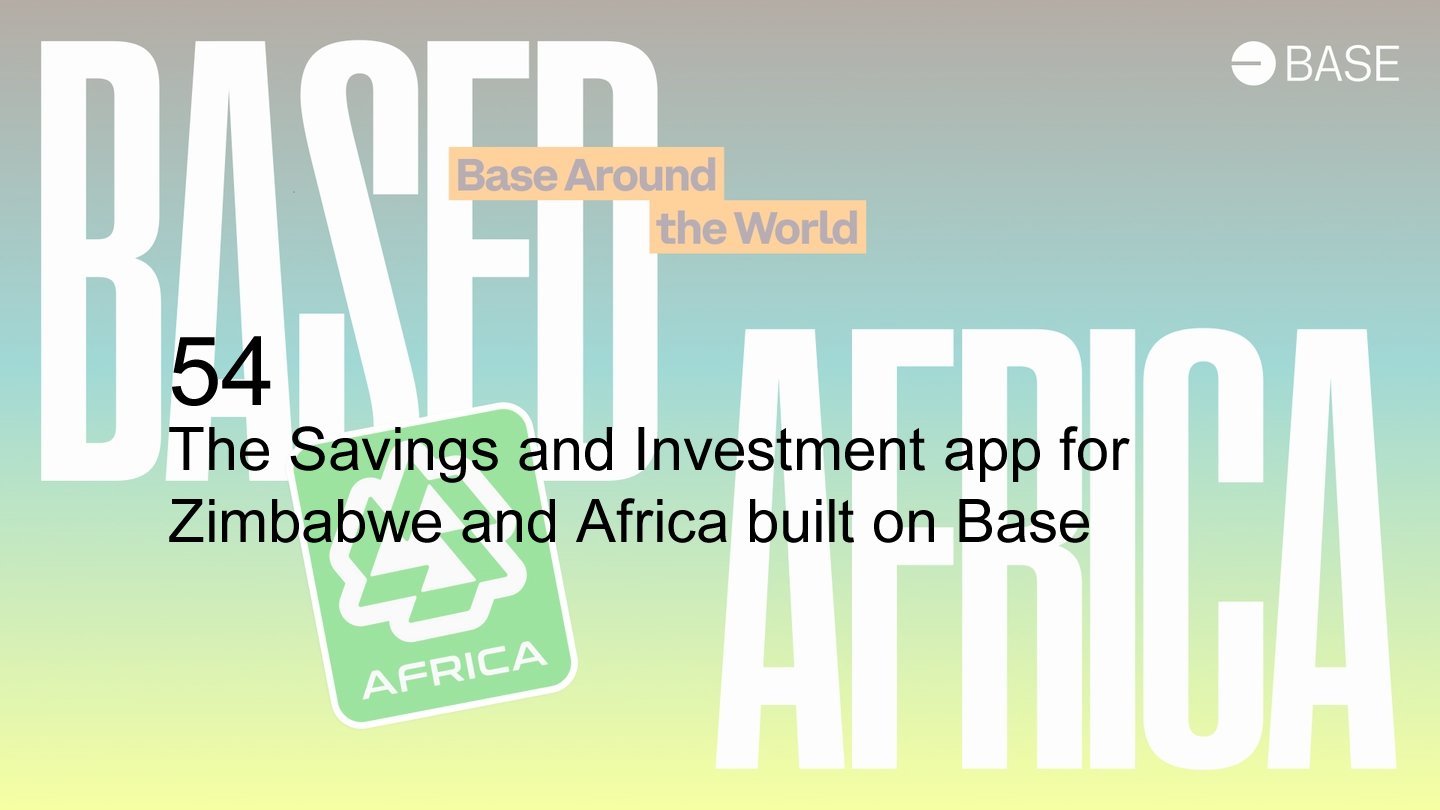 BASED
BASE
Base Around
the World
54
The Savings and Investment app for
Zimbabwe and Africa built on Base
AFRICA
AFRICA